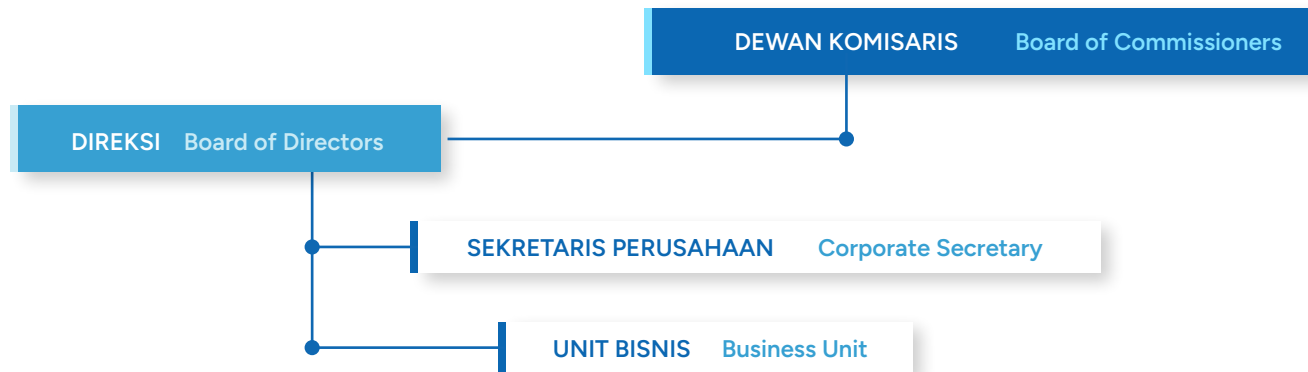 DEWAN KOMISARIS Board of Commissioners
DIREKSI Board of Directors
SEKRETARIS PERUSAHAAN Corporate Secretary
UNIT BISNIS Business Unit